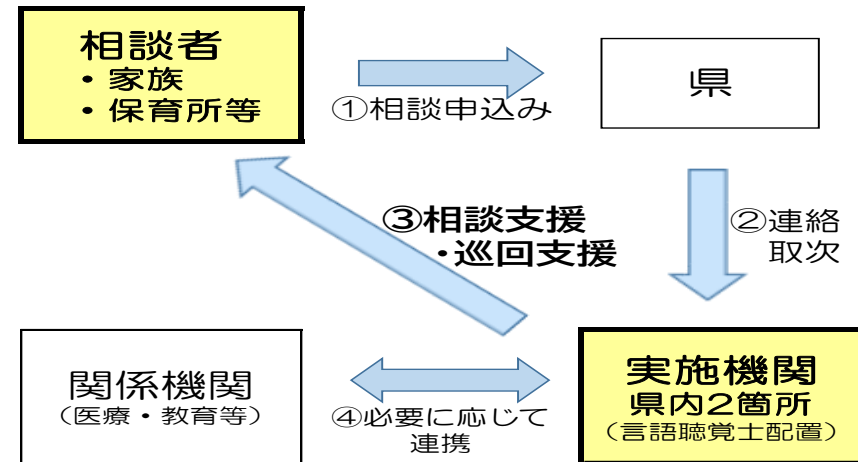 相談者
・家族
・保育所等
①相談申込み
県
②連絡
取次
③相談支援
・巡回支援
関係機関
（医療・教育等）
④必要に応じて
連携
実施機関
県内2箇所
（言語聴覚士配置）